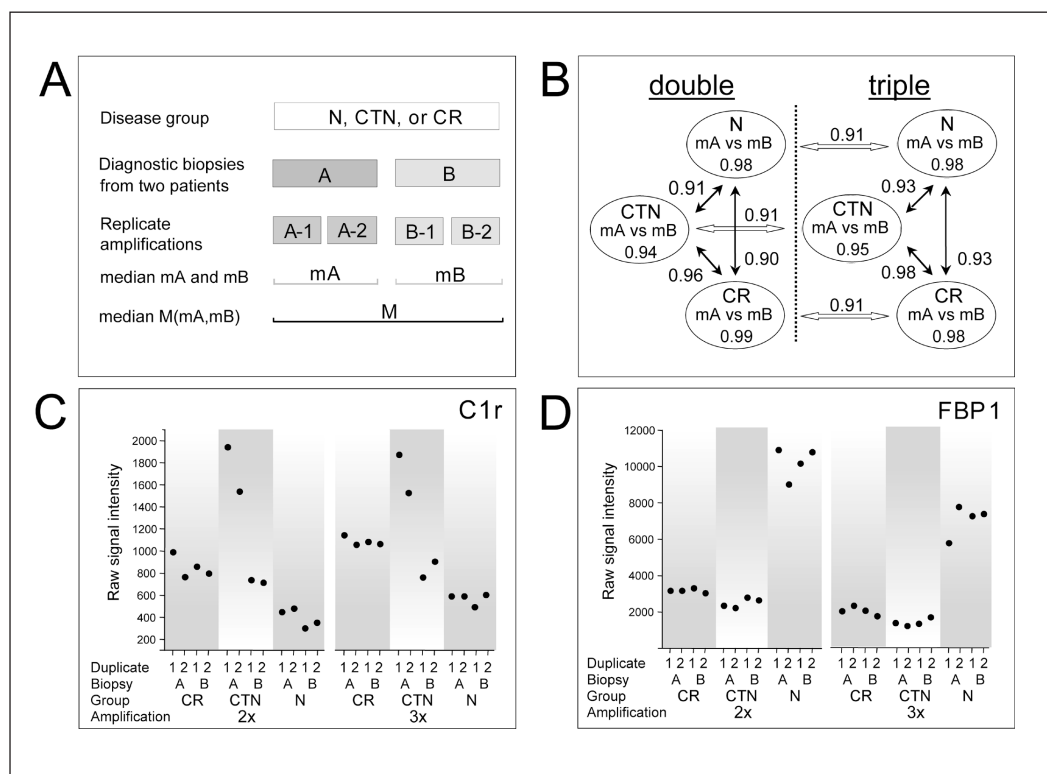 A
Disease group
N, CTN, or CR
Diagnostic biopsies
from two patients
A
B
Replicate
amplifications
A-1
A-2
B-1
B-2
median mA and mB
mA
mB
median M(mA,mB)
M
B
double
triple
N
mA vs mB
0.98
0.91
N
mA vs mB
0.98
0.91
0.93
CTN
mA vs mB
0.94
0.91
CTN
mA vs mB
0.95
0.96
0.90
0.98
0.93
CR
mA vs mB
0.99
0.91
CR
mA vs mB
0.98
C
C1r
Raw signal intensity
2000
1800
1600
1400
1200
1000
800
600
400
200
Duplicate 1 2 1 2 1 2 1 2 1 2 1 2 1 2 1 2 1 2 1 2 1 2 1 2
Biopsy A B A B A B A B A B A B
Group CR CTN N CR CTN N
Amplification 2x 3x
D
FBP1
Raw signal intensity
12000
10000
8000
6000
4000
2000
Duplicate 1 2 1 2 1 2 1 2 1 2 1 2 1 2 1 2 1 2 1 2 1 2 1 2
Biopsy A B A B A B A B A B A B
Group CR CTN N CR CTN N
Amplification 2x 3x